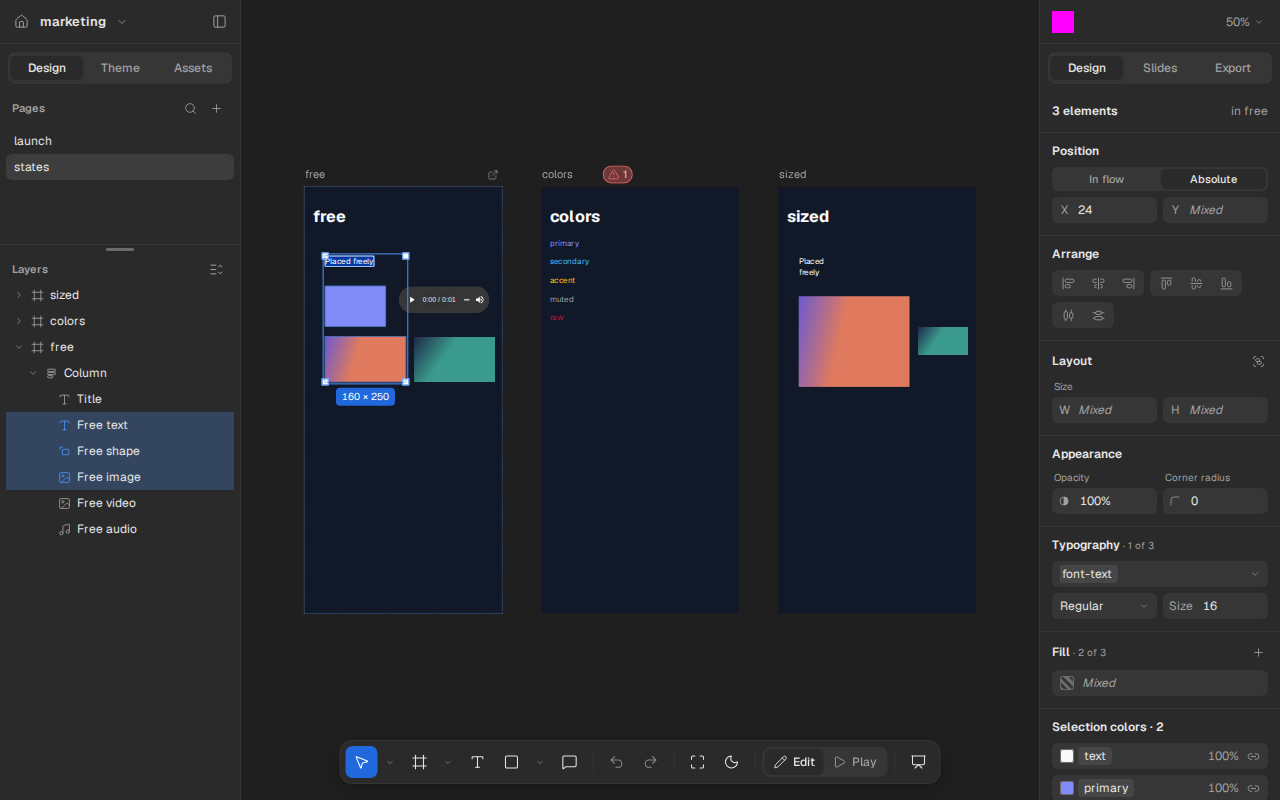 marketing
Design Theme Assets
Pages
launch
states
Layers
sized
colors
free
Column
Title
Free text
Free shape
Free image
Free video
Free audio
free
free
Placed freely
0:00 / 0:01
160 × 250
colors
1
colors
primary
secondary
accent
muted
raw
sized
sized
Placed
freely
Edit
Play
50%
Design Slides Export
3 elements in free
Position
In flow Absolute
X 24 Y Mixed
Arrange
Layout
Size
W Mixed H Mixed
Appearance
Opacity Corner radius
100% 0
Typography · 1 of 3
font-text
Regular Size 16
Fill · 2 of 3
Mixed
Selection colors · 2
text 100%
primary 100%